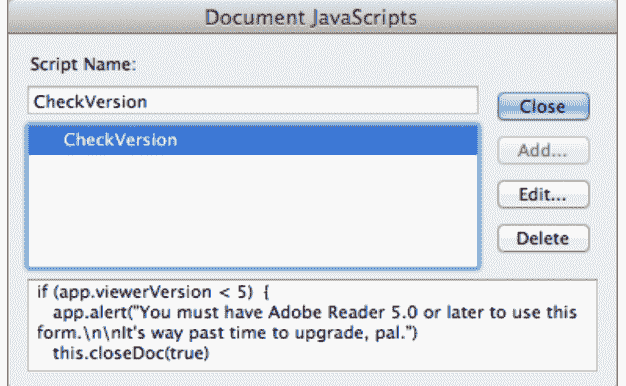 Document JavaScripts
Script Name:
CheckVersion
Close
CheckVersion
Add...
Edit...
Delete
if (app.viewerVersion < 5) {
app.alert("You must have Adobe Reader 5.0 or later to use this
form.\n\nIt's way past time to upgrade, pal.")
this.closeDoc(true)